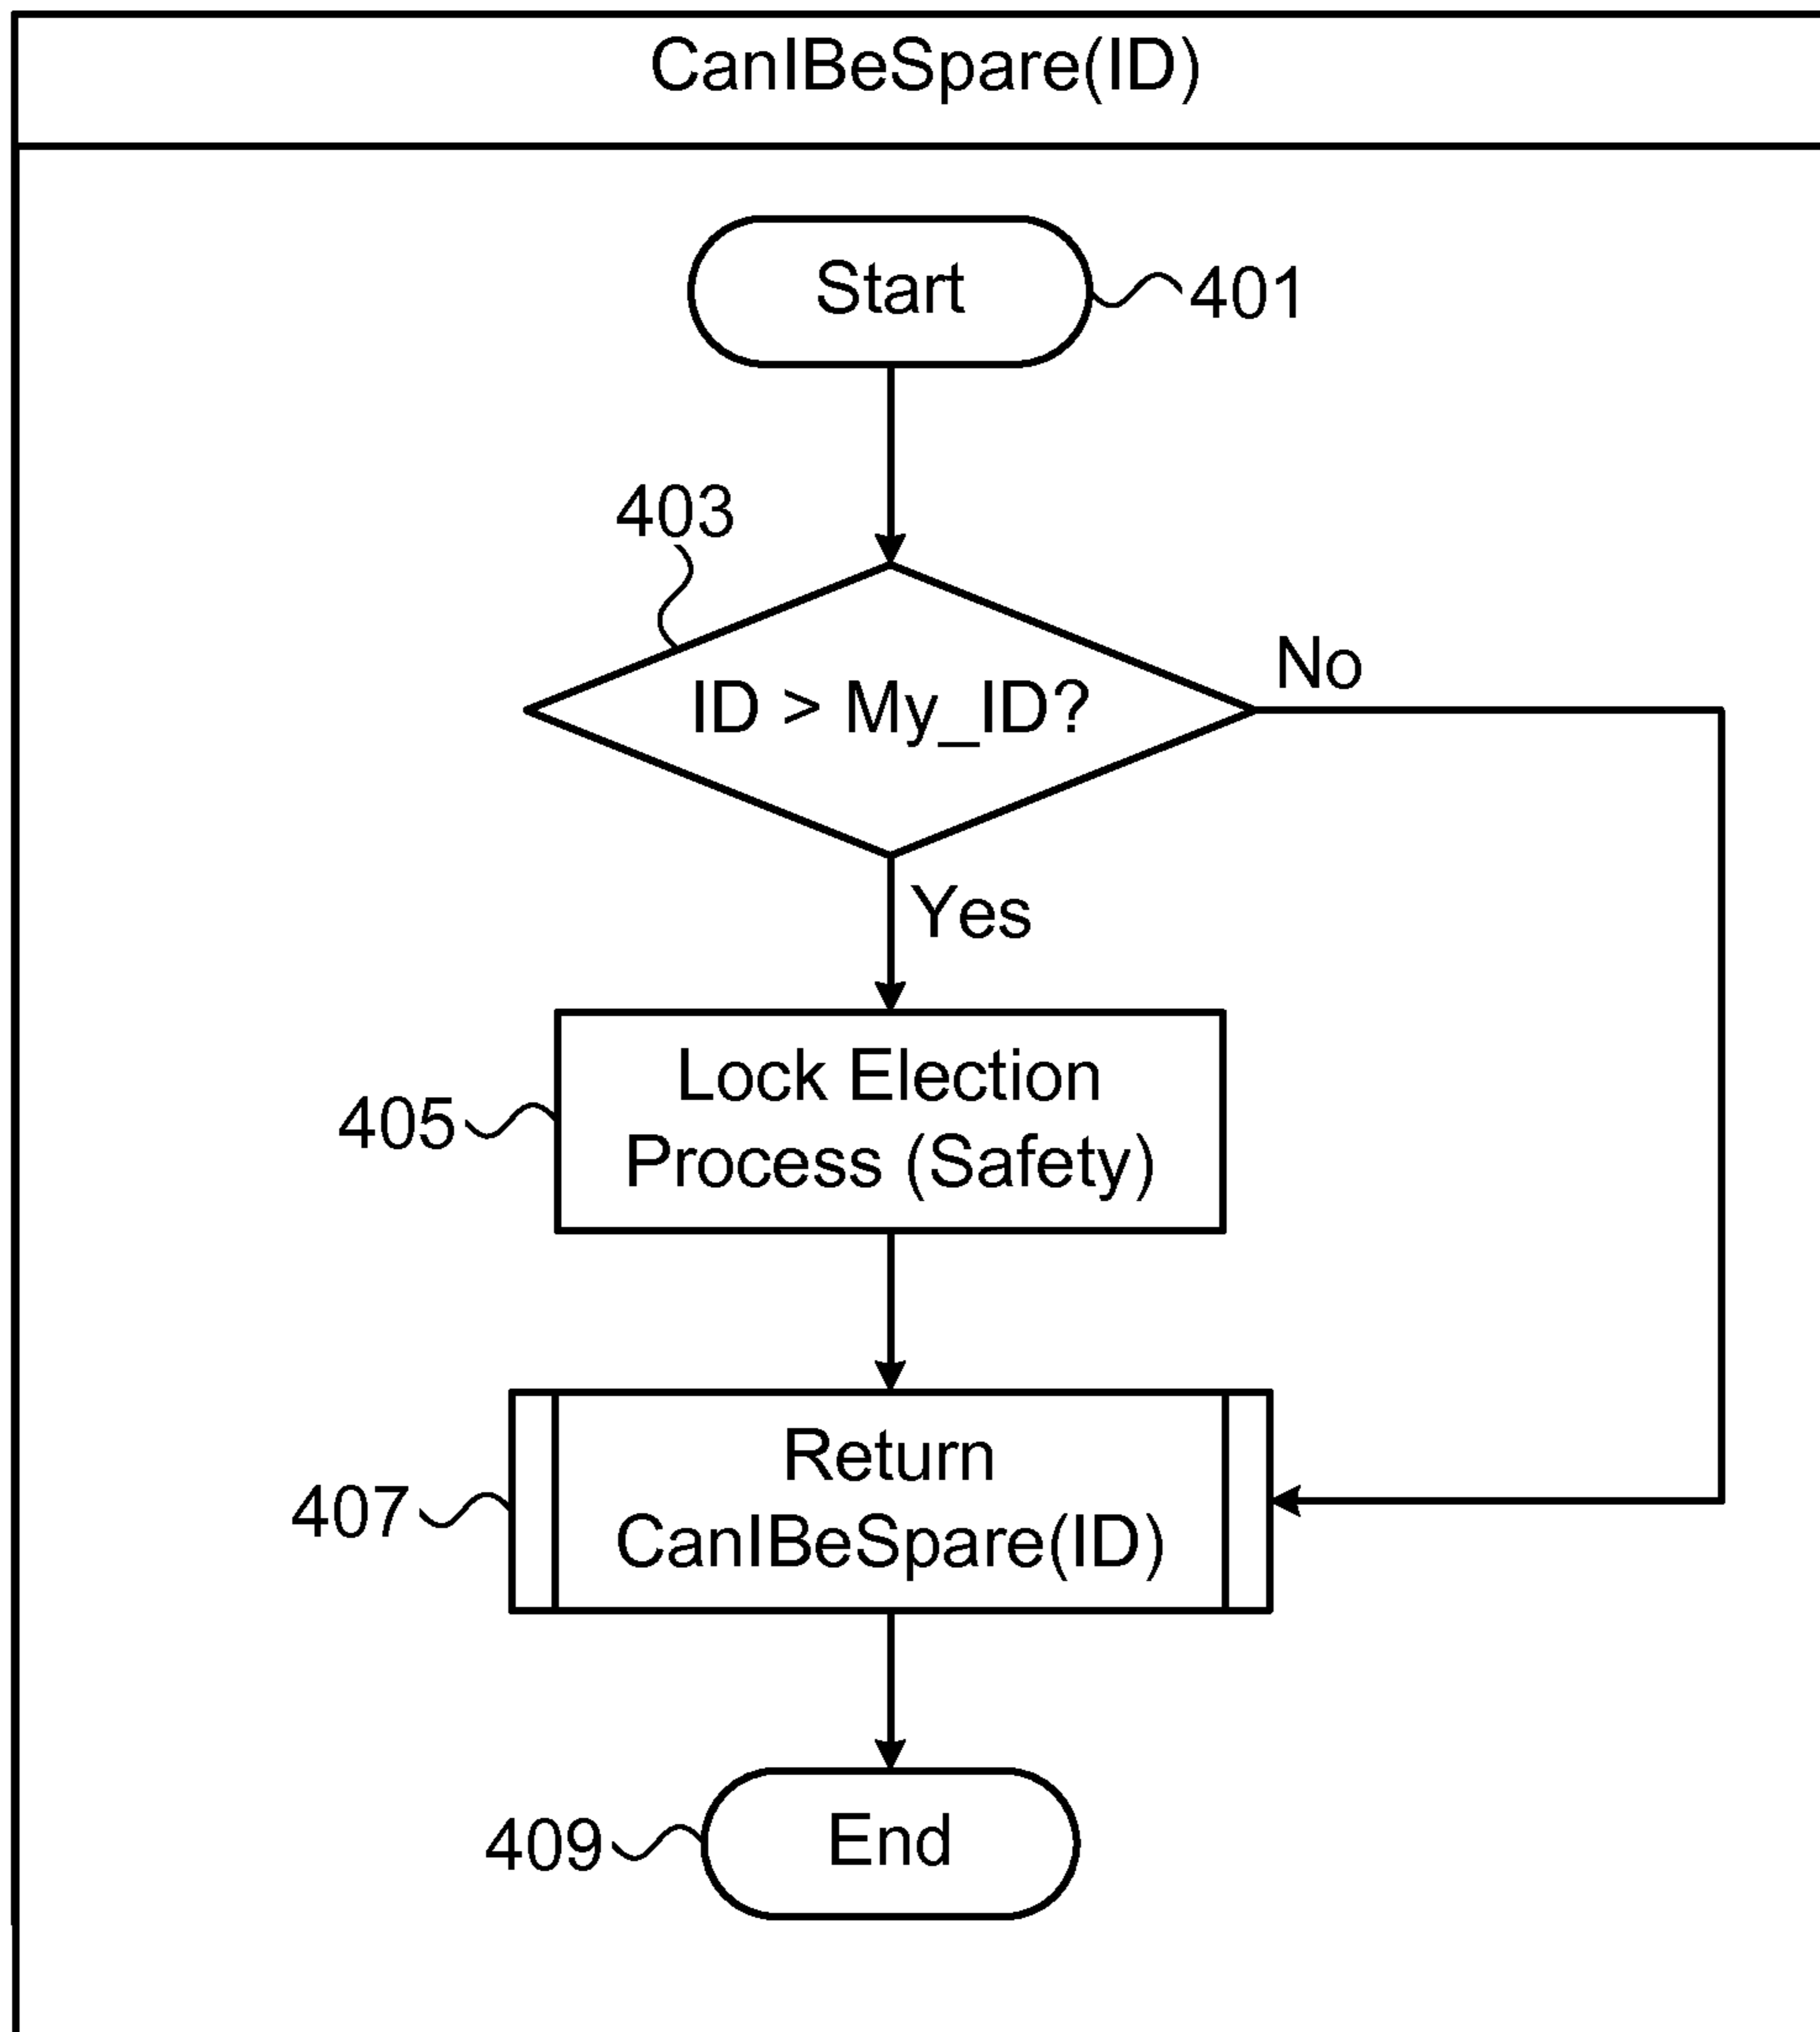 CanIBeSpare(ID)
Start
401
403
ID > My_ID?
No
Yes
Lock Election
Process (Safety)
405
Return
CanIBeSpare(ID)
407
End
409